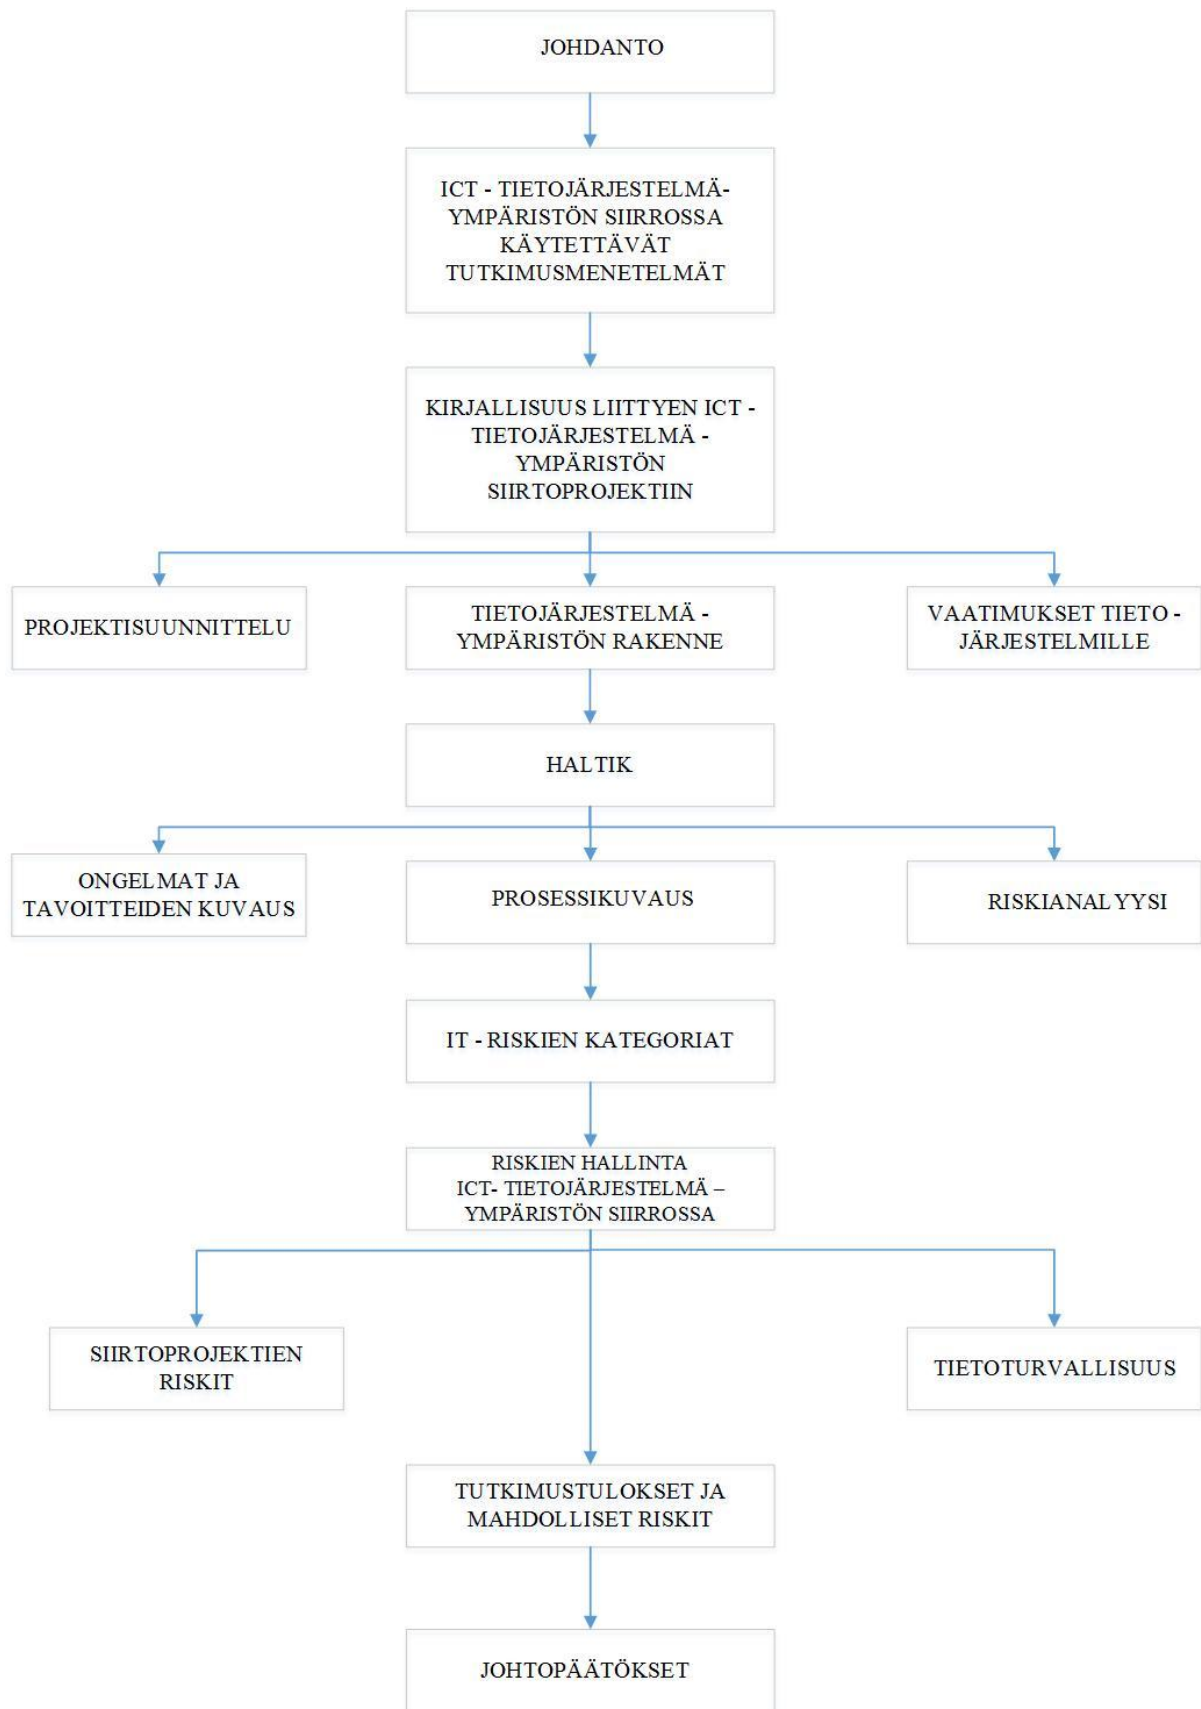 JOHDANTO
ICT - TIETOJÄRJESTELMÄ-
YMPÄRISTÖN SIIRROSSA
KÄYTETTÄVÄT
TUTKIMUSMENETELMÄT
KIRJALLISUUS LIITTYEN ICT -
TIETOJÄRJESTELMÄ -
YMPÄRISTÖN
SIIRTOPROJEKTIIN
PROJEKTISUUNNITTELU
TIETOJÄRJESTELMÄ -
YMPÄRISTÖN RAKENNE
VAATIMUKSET TIETO -
JÄRJESTELMILLE
HALTIK
ONGELMAT JA
TAVOITTEIDEN KUVAUS
PROSESSIKUVAUS
RISKIANALYYSI
IT - RISKIEN KATEGORIAT
RISKIEN HALLINTA
ICT- TIETOJÄRJESTELMÄ –
YMPÄRISTÖN SIIRROSSA
SIIRTOPROJEKTIEN
RISKIT
TIETOTURVALLISUUS
TUTKIMUSTULOKSET JA
MAHDOLLISET RISKIT
JOHTOPÄÄTÖKSET